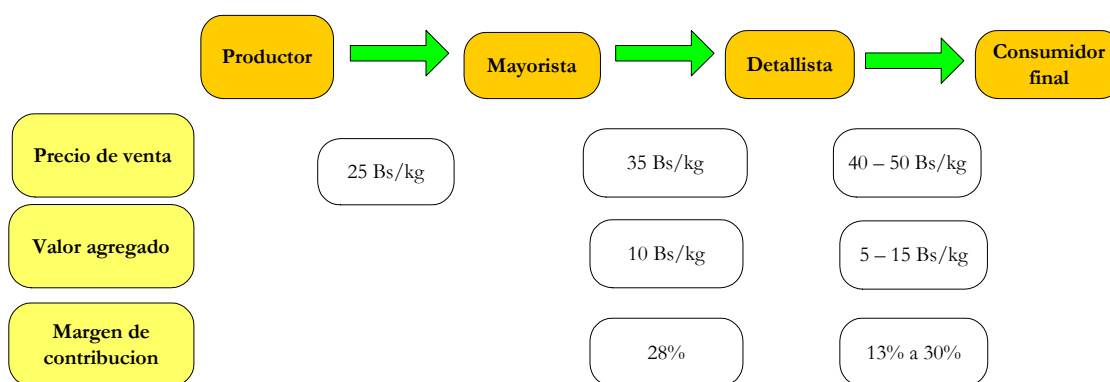 Productor
Mayorista
Detallista
Consumidor
final
Precio de venta
25 Bs/kg
35 Bs/kg
40 – 50 Bs/kg
Valor agregado
10 Bs/kg
5 – 15 Bs/kg
Margen de
contribucion
28%
13% a 30%